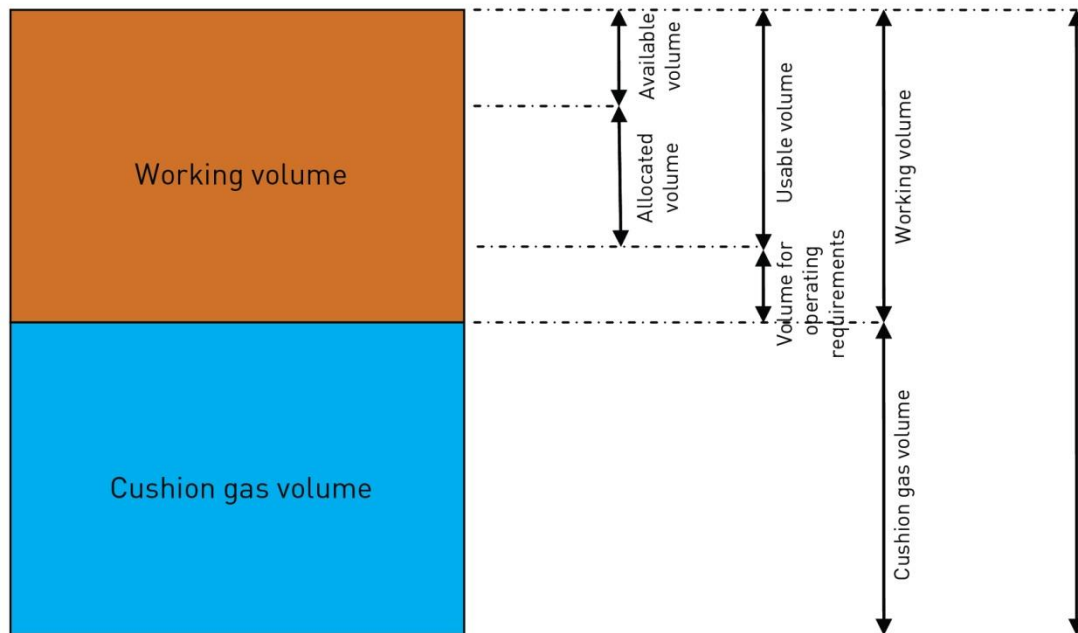 Working volume
Cushion gas volume
Available
volume
Allocated
volume
Usable volume
Volume for
operating
requirements
Working volume
Cushion gas volume